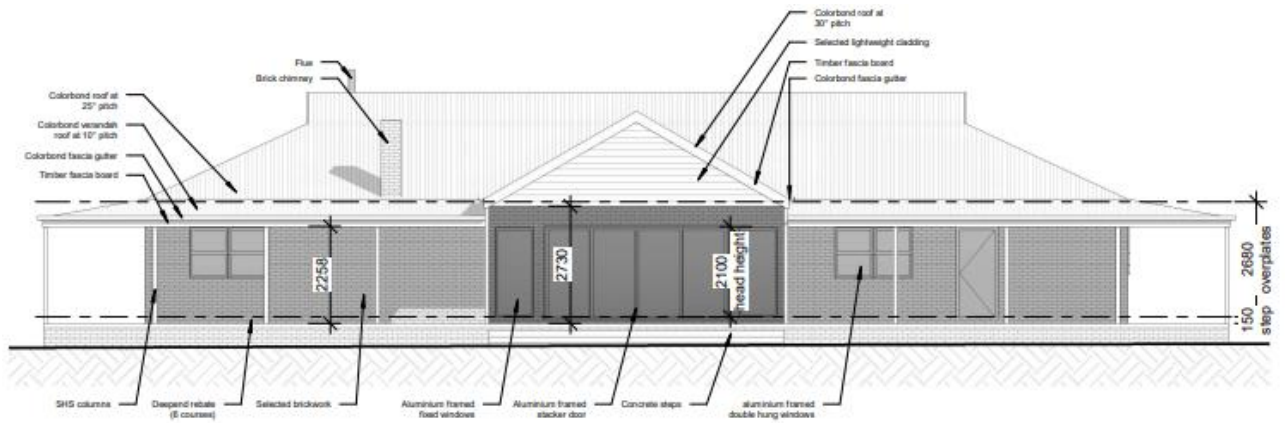 Colorbond roof at
30° pitch
Selected lightweight cladding
Timber fascia board
Colorbond fascia gutter
Flue
Brick chimney
Colorbond roof at
25° pitch
Colorbond verandah
roof at 10° pitch
Colorbond fascia gutter
Timber fascia board
2258
2730
2100
head height
2680
overplates
150
step
SHS columns
Deepend rebate
(6 courses)
Selected brickwork
Aluminium framed
fixed windows
Aluminium framed
stacker door
Concrete steps
aluminium framed
double hung windows